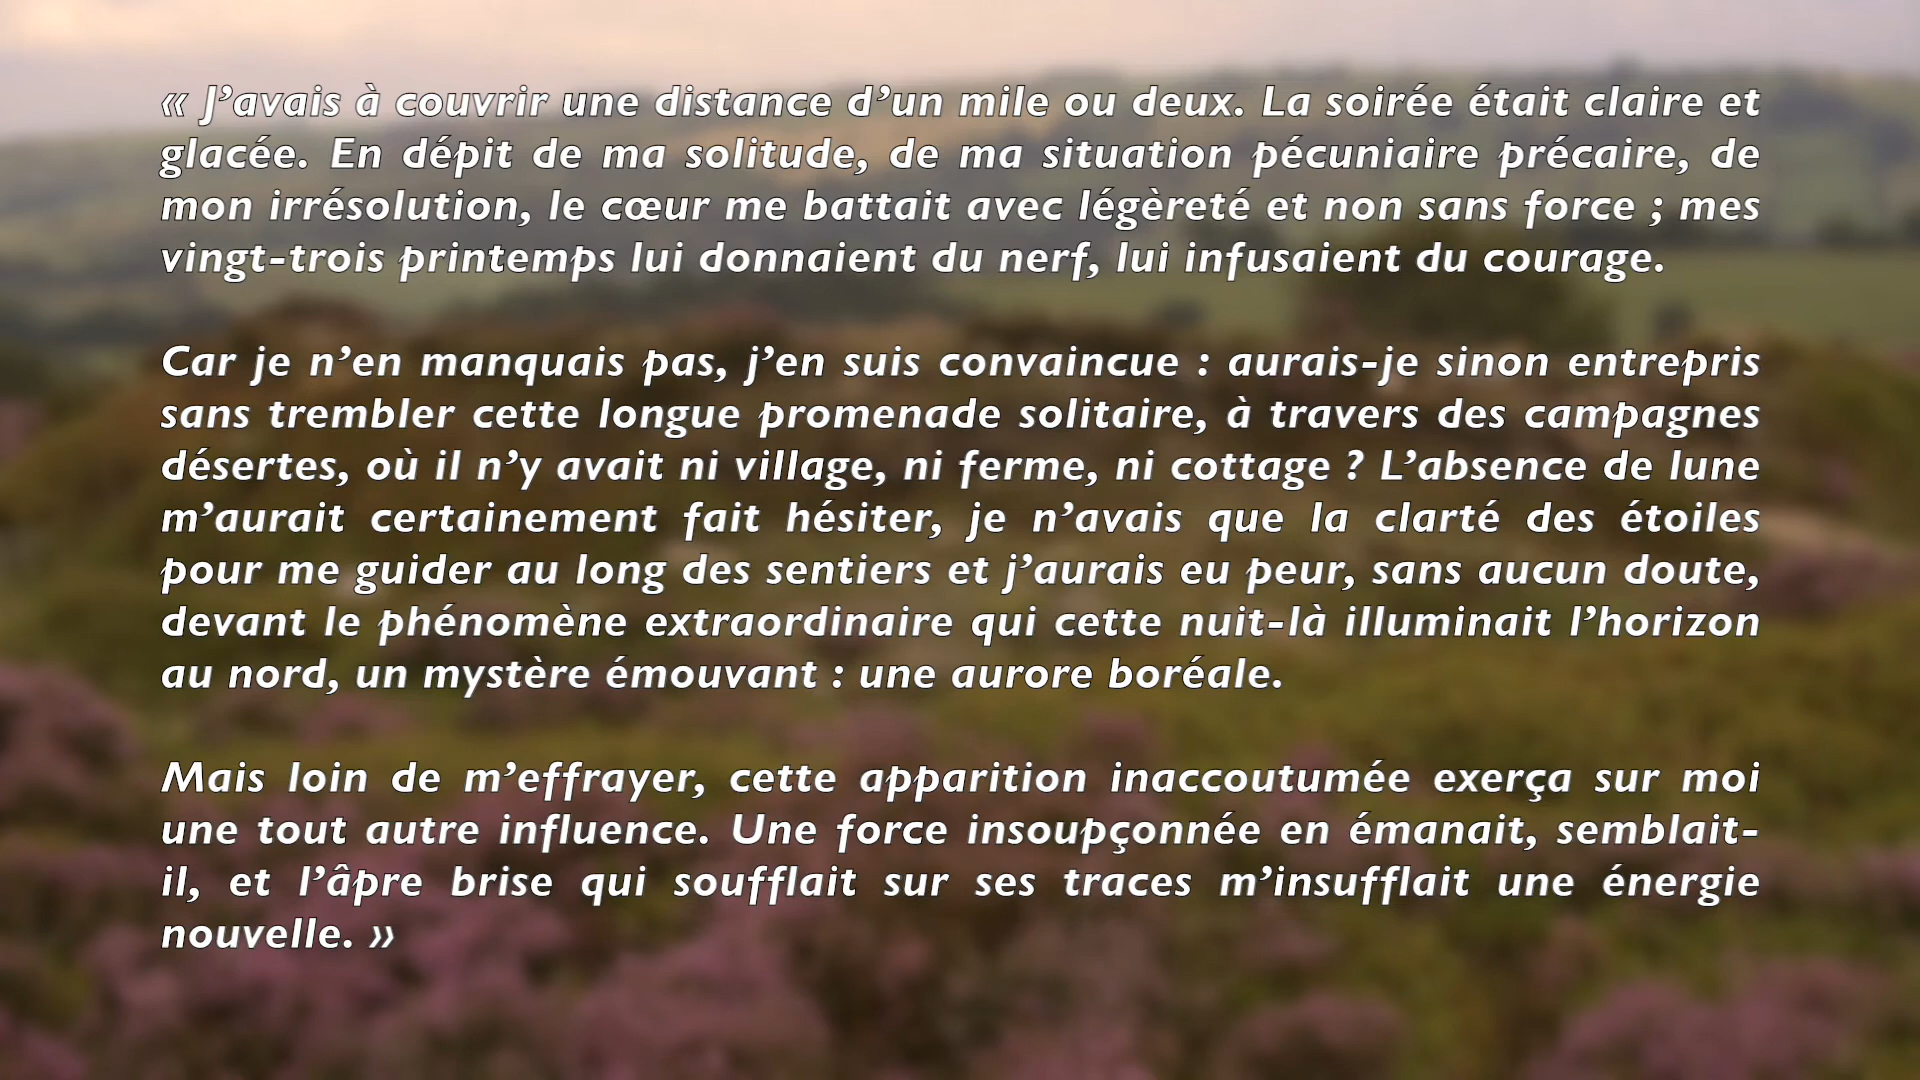 « J’avais à couvrir une distance d’un mile ou deux. La soirée était claire et
glacée. En dépit de ma solitude, de ma situation pécuniaire précaire, de
mon irrésolution, le cœur me battait avec légèreté et non sans force ; mes
vingt-trois printemps lui donnaient du nerf, lui infusaient du courage.
Car je n’en manquais pas, j’en suis convaincue : aurais-je sinon entrepris
sans trembler cette longue promenade solitaire, à travers des campagnes
désertes, où il n’y avait ni village, ni ferme, ni cottage ? L’absence de lune
m’aurait certainement fait hésiter, je n’avais que la clarté des étoiles
pour me guider au long des sentiers et j’aurais eu peur, sans aucun doute,
devant le phénomène extraordinaire qui cette nuit-là illuminait l’horizon
au nord, un mystère émouvant : une aurore boréale.
Mais loin de m’effrayer, cette apparition inaccoutumée exerça sur moi
une tout autre influence. Une force insoupçonnée en émanait, semblait-
il, et l’âpre brise qui soufflait sur ses traces m’insufflait une énergie
nouvelle. »